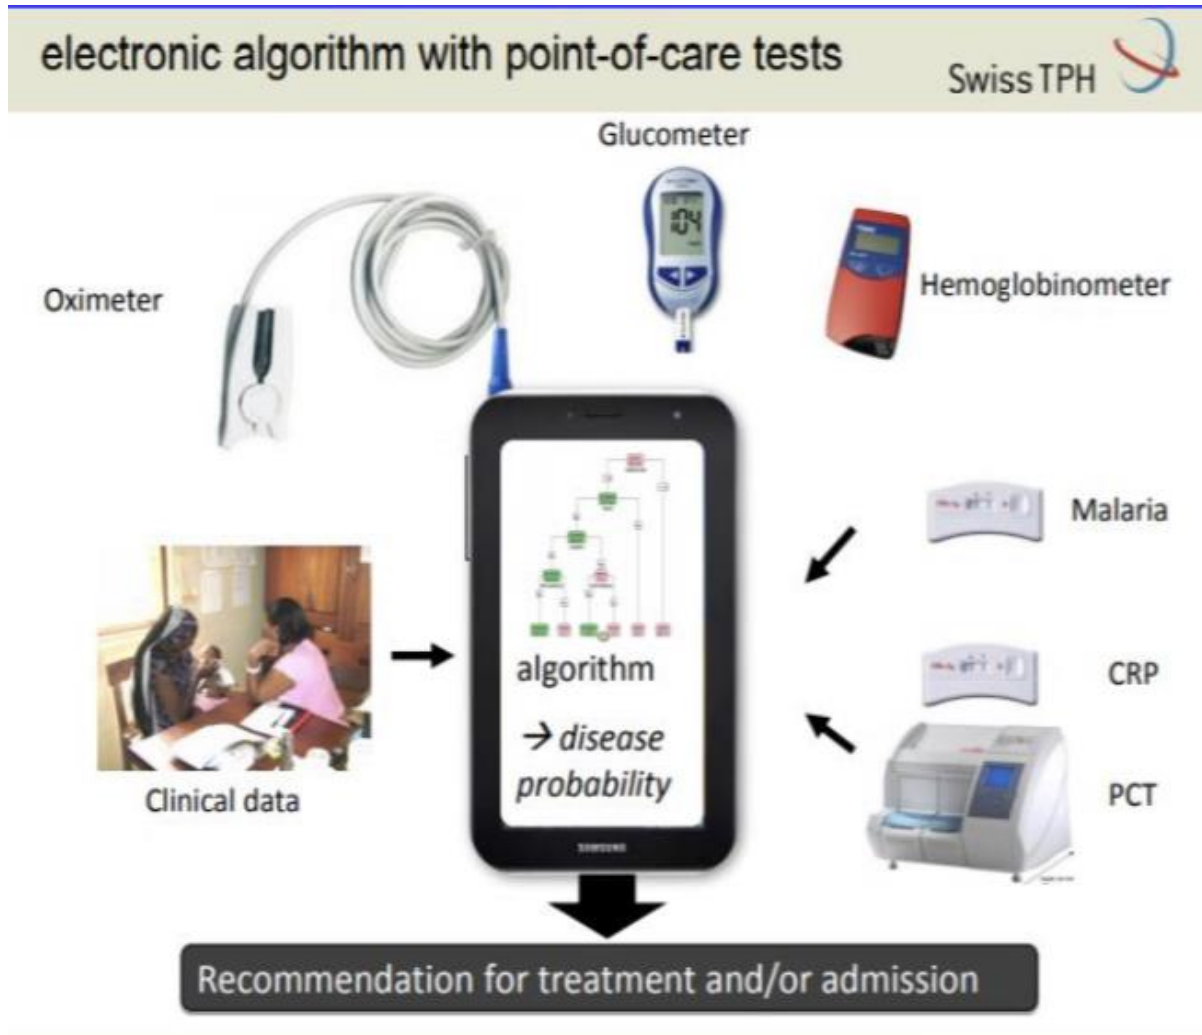 electronic algorithm with point-of-care tests
Swiss TPH
Glucometer
104
Oximeter
Hemoglobinometer
Malaria
algorithm
→ disease
probability
CRP
PCT
Clinical data
SAMSUNG
Recommendation for treatment and/or admission